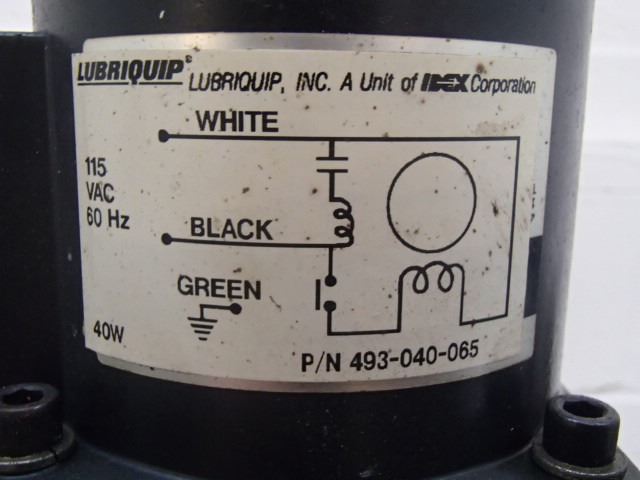 LUBRIQUIP® LUBRIQUIP, INC. A Unit of IDEX Corporation
WHITE
115
VAC
60 Hz
BLACK
GREEN
40W
P/N 493-040-065